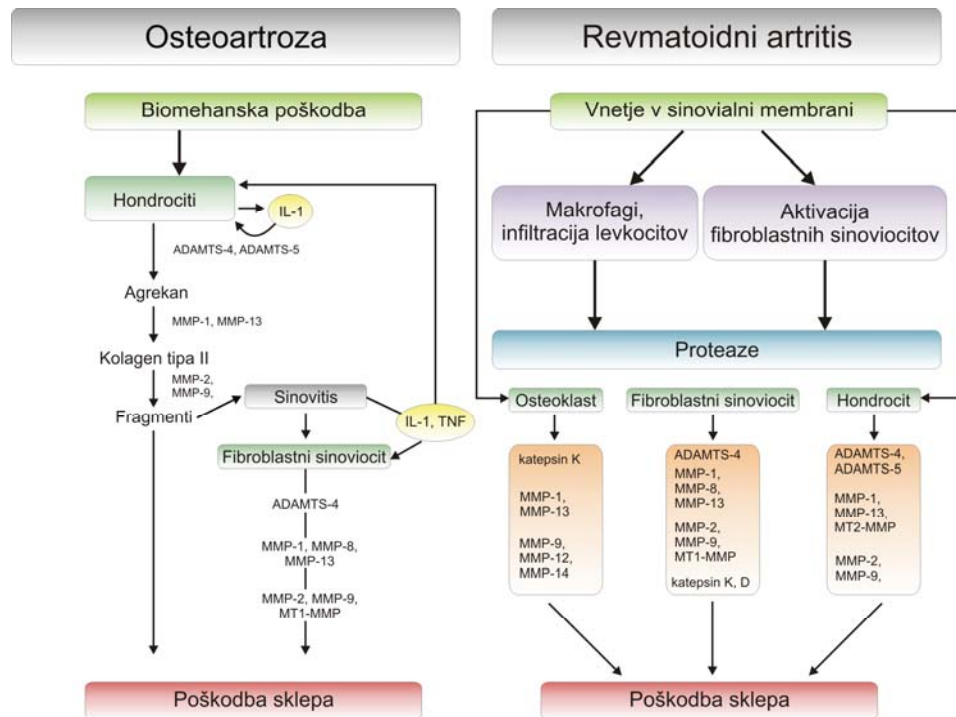 Osteoartroza
Biomehanska poškodba
Hondrociti
IL-1
ADAMTS-4, ADAMTS-5
Agrekan
MMP-1, MMP-13
Kolagen tipa II
MMP-2,
MMP-9,
Fragmenti
Sinovitis
IL-1, TNF
Fibroblastni sinoviocit
ADAMTS-4
MMP-1, MMP-8,
MMP-13
MMP-2, MMP-9,
MT1-MMP
Poškodba sklepa
Revmatoidni artritis
Vnetje v sinovialni membrani
Makrofagi,
infiltracija levkocitov
Aktivacija
fibroblastnih sinoviocitov
Proteaze
Osteoklast
katepsin K
MMP-1,
MMP-13
MMP-9,
MMP-12,
MMP-14
Fibroblastni sinoviocit
ADAMTS-4
MMP-1,
MMP-8,
MMP-13
MMP-2,
MMP-9,
MT1-MMP
katepsin K, D
Hondrocit
ADAMTS-4,
ADAMTS-5
MMP-1,
MMP-13,
MT2-MMP
MMP-2,
MMP-9,
Poškodba sklepa